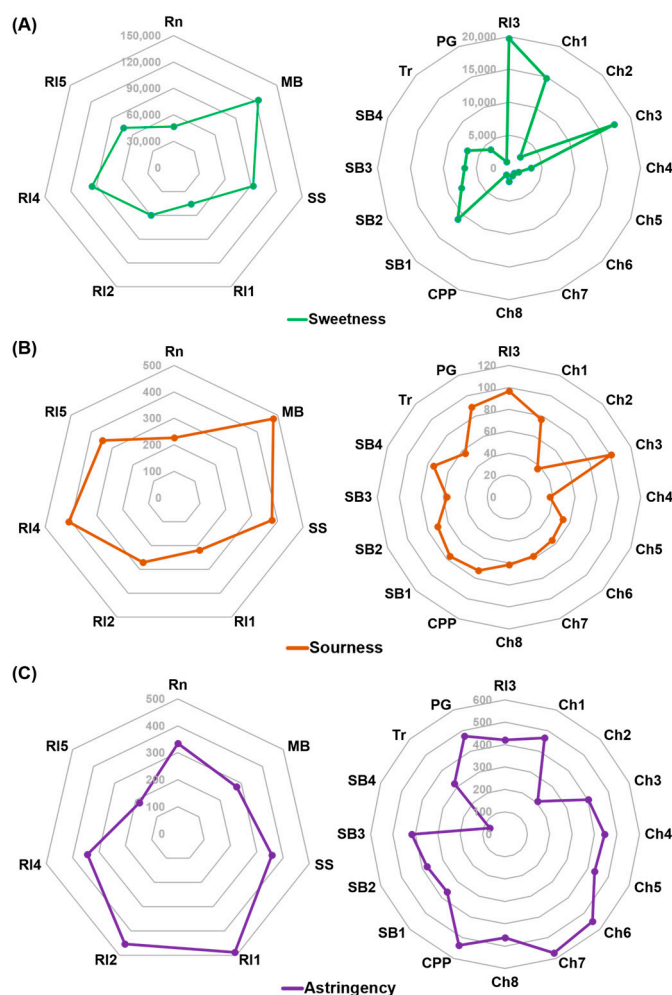 (A)
Rn
150,000
120,000
90,000
60,000
30,000
0
MB
SS
RI1
RI2
RI4
RI5
RI3
20,000
15,000
10,000
5,000
0
Ch1
Ch2
Ch3
Ch4
Ch5
Ch6
Ch7
Ch8
CPP
SB1
SB2
SB3
SB4
Tr
PG
Sweetness
(B)
Rn
500
400
300
200
100
0
MB
SS
RI1
RI2
RI4
RI5
RI3
120
100
80
60
40
20
0
Ch1
Ch2
Ch3
Ch4
Ch5
Ch6
Ch7
Ch8
CPP
SB1
SB2
SB3
SB4
Tr
PG
Sourness
(C)
Rn
500
400
300
200
100
0
MB
SS
RI1
RI2
RI4
RI5
RI3
600
500
400
300
200
100
0
Ch1
Ch2
Ch3
Ch4
Ch5
Ch6
Ch7
Ch8
CPP
SB1
SB2
SB3
SB4
Tr
PG
Astringency